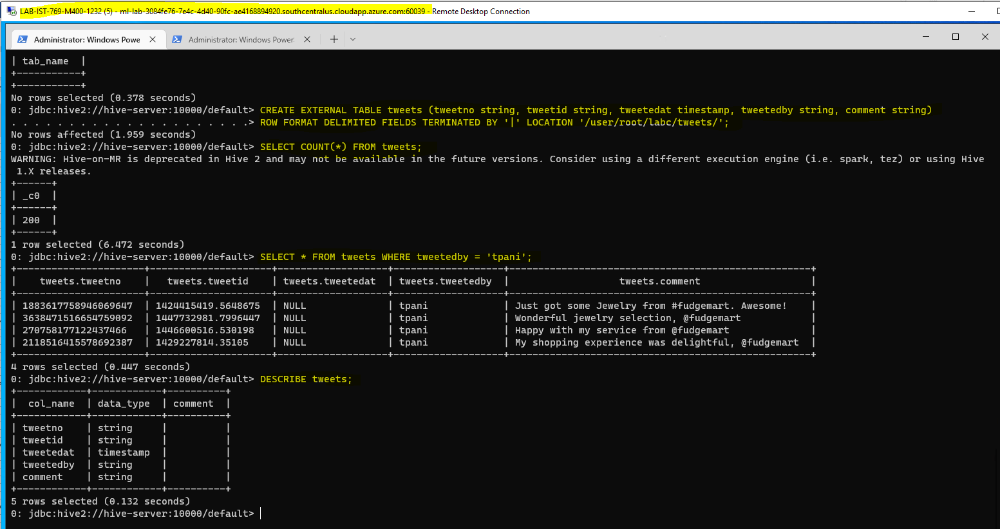 LAB-IST-769-M400-1232 (5) - ml-lab-3084fe76-7e4c-4d40-90fc-ae4168894920.southcentralus.cloudapp.azure.com:60039 - Remote Desktop Connection
Administrator: Windows Powe
Administrator: Windows Power
| tab_name  |
+-----------+
+-----------+
No rows selected (0.378 seconds)
0: jdbc:hive2://hive-server:10000/default> CREATE EXTERNAL TABLE tweets (tweetno string, tweetid string, tweetedat timestamp, tweetedby string, comment string)
. . . . . . . . . . . . . . . . . . . . .> ROW FORMAT DELIMITED FIELDS TERMINATED BY '|' LOCATION '/user/root/labc/tweets/';
No rows affected (1.959 seconds)
0: jdbc:hive2://hive-server:10000/default> SELECT COUNT(*) FROM tweets;
WARNING: Hive-on-MR is deprecated in Hive 2 and may not be available in the future versions. Consider using a different execution engine (i.e. spark, tez) or using Hive
 1.X releases.
+------+
| _c0  |
+------+
| 200  |
+------+
1 row selected (6.472 seconds)
0: jdbc:hive2://hive-server:10000/default> SELECT * FROM tweets WHERE tweetedby = 'tpani';
+----------------------+---------------------+-------------------+-------------------+----------------------------------------------------+
|    tweets.tweetno    |   tweets.tweetid    | tweets.tweetedat  | tweets.tweetedby  |                   tweets.comment                   |
+----------------------+---------------------+-------------------+-------------------+----------------------------------------------------+
| 1883617758946069647  | 1424415419.5648675  | NULL              | tpani             | Just got some Jewelry from #fudgemart. Awesome!    |
| 3638471516654759092  | 1447732981.7996447  | NULL              | tpani             | Wonderful jewelry selection, @fudgemart            |
| 270758177122437466   | 1446600516.530198   | NULL              | tpani             | Happy with my service from @fudgemart              |
| 2118516415578692387  | 1429227814.35105    | NULL              | tpani             | My shopping experience was delightful, @fudgemart  |
+----------------------+---------------------+-------------------+-------------------+----------------------------------------------------+
4 rows selected (0.447 seconds)
0: jdbc:hive2://hive-server:10000/default> DESCRIBE tweets;
+------------+------------+----------+
|  col_name  | data_type  | comment  |
+------------+------------+----------+
| tweetno    | string     |          |
| tweetid    | string     |          |
| tweetedat  | timestamp  |          |
| tweetedby  | string     |          |
| comment    | string     |          |
+------------+------------+----------+
5 rows selected (0.132 seconds)
0: jdbc:hive2://hive-server:10000/default>